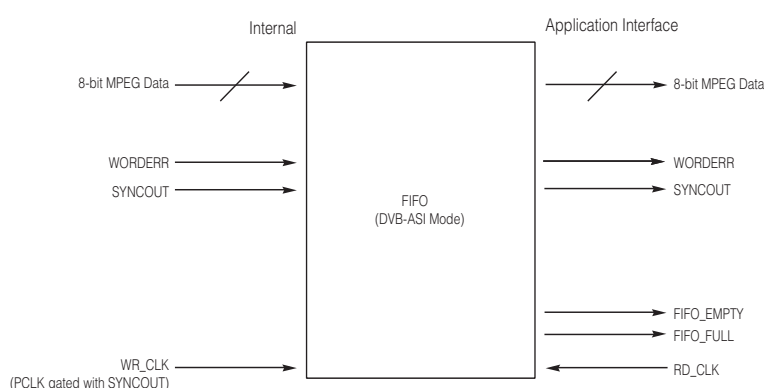 Internal
Application Interface
8-bit MPEG Data
8-bit MPEG Data
WORDERR
WORDERR
SYNCOUT
SYNCOUT
FIFO
(DVB-ASI Mode)
FIFO_EMPTY
FIFO_FULL
WR_CLK
(PCLK gated with SYNCOUT)
RD_CLK